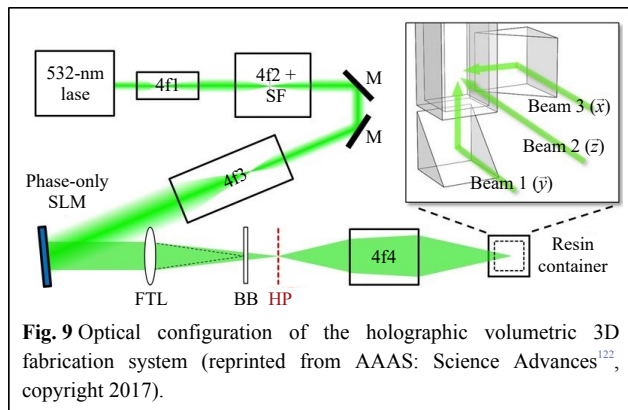 532-nm
lase
4f1
4f2 +
SF
M
M
Beam 3 (x⃗)
Beam 2 (z⃗)
Beam 1 (y⃗)
4f3
Phase-only
SLM
FTL
BB
HP
4f4
Resin
container
Fig. 9 Optical configuration of the holographic volumetric 3D
fabrication system (reprinted from AAAS: Science Advances122,
copyright 2017).